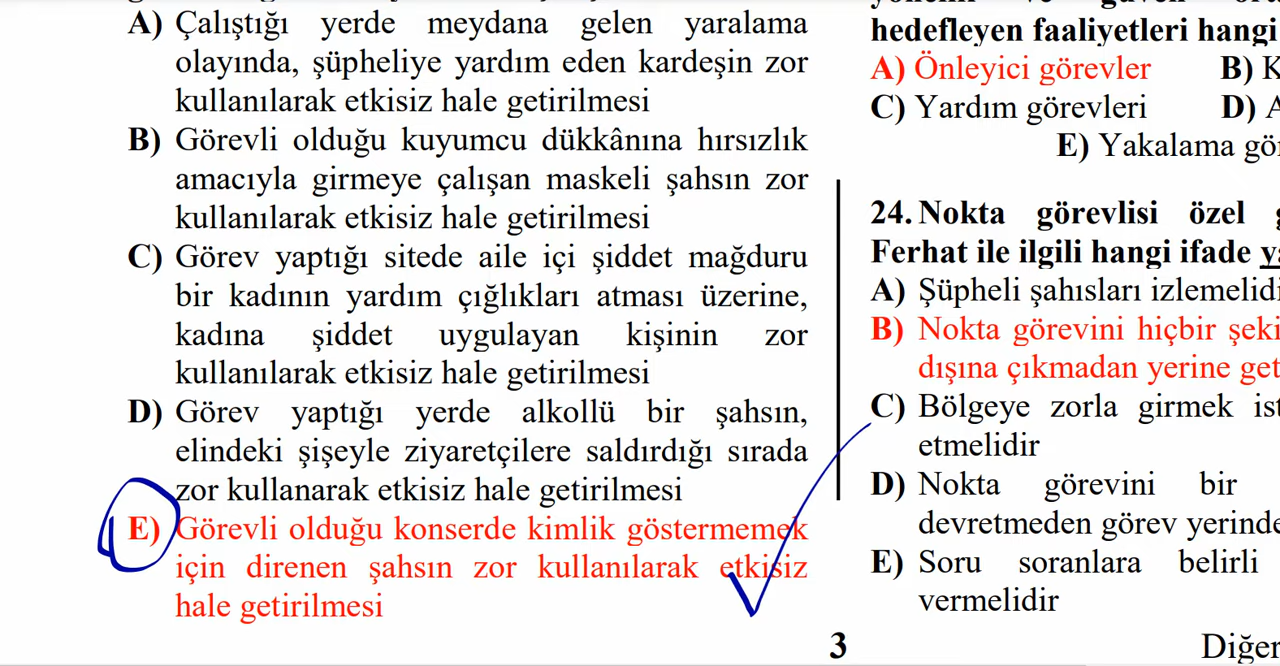 A) Çalıştığı yerde meydana gelen yaralama
olayında, şüpheliye yardım eden kardeşin zor
kullanılarak etkisiz hale getirilmesi
B) Görevli olduğu kuyumcu dükkânına hırsızlık
amacıyla girmeye çalışan maskeli şahsın zor
kullanılarak etkisiz hale getirilmesi
C) Görev yaptığı sitede aile içi şiddet mağduru
bir kadının yardım çığlıkları atması üzerine,
kadına şiddet uygulayan kişinin zor
kullanılarak etkisiz hale getirilmesi
D) Görev yaptığı yerde alkollü bir şahsın,
elindeki şişeyle ziyaretçilere saldırdığı sırada
zor kullanarak etkisiz hale getirilmesi
E) Görevli olduğu konserde kimlik göstermemek
için direnen şahsın zor kullanılarak etkisiz
hale getirilmesi
hedefleyen faaliyetleri hangi
A) Önleyici görevler B) K
C) Yardım görevleri D) A
E) Yakalama gö
24. Nokta görevlisi özel
Ferhat ile ilgili hangi ifade
A) Şüpheli şahısları izlemelidi
B) Nokta görevini hiçbir şeki
dışına çıkmadan yerine get
C) Bölgeye zorla girmek ist
etmelidir
D) Nokta görevini bir
devretmeden görev yerinde
E) Soru soranlara belirli
vermelidir
3
Diğer